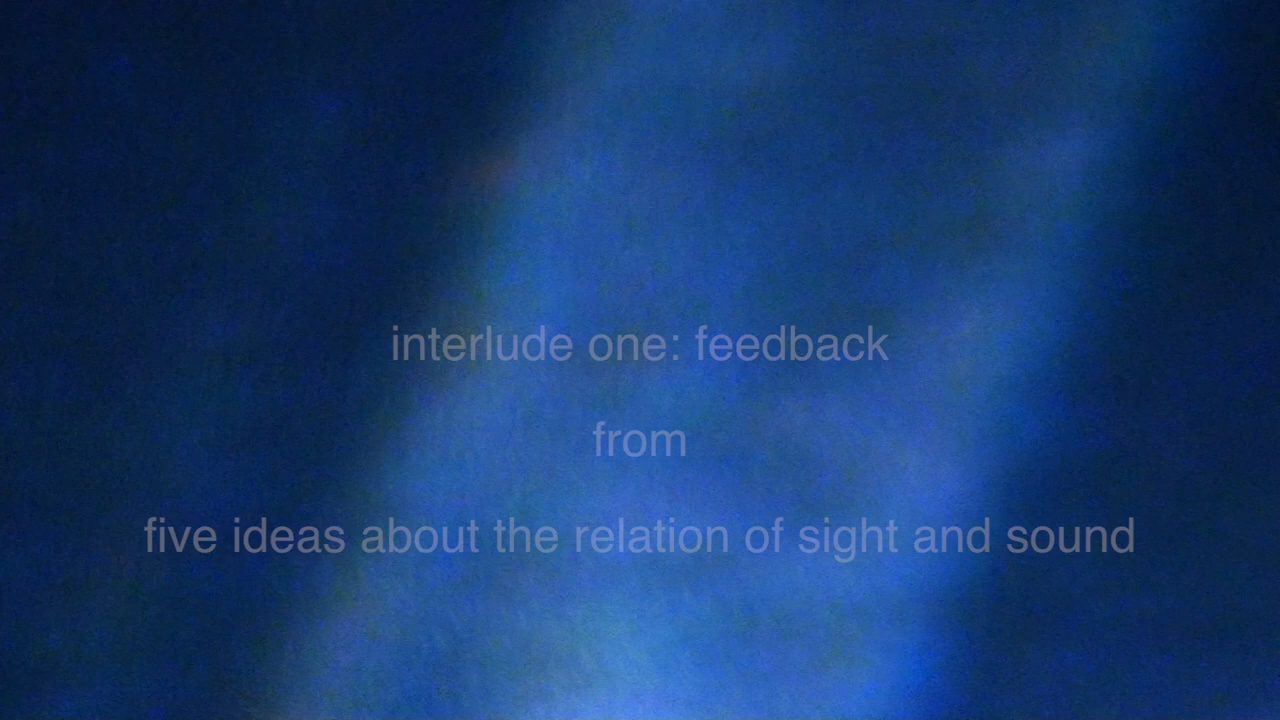 interlude one: feedback
from
five ideas about the relation of sight and sound